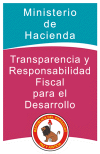 Ministerio
de
Hacienda
Transparencia y
Responsabilidad
Fiscal
para el
Desarrollo